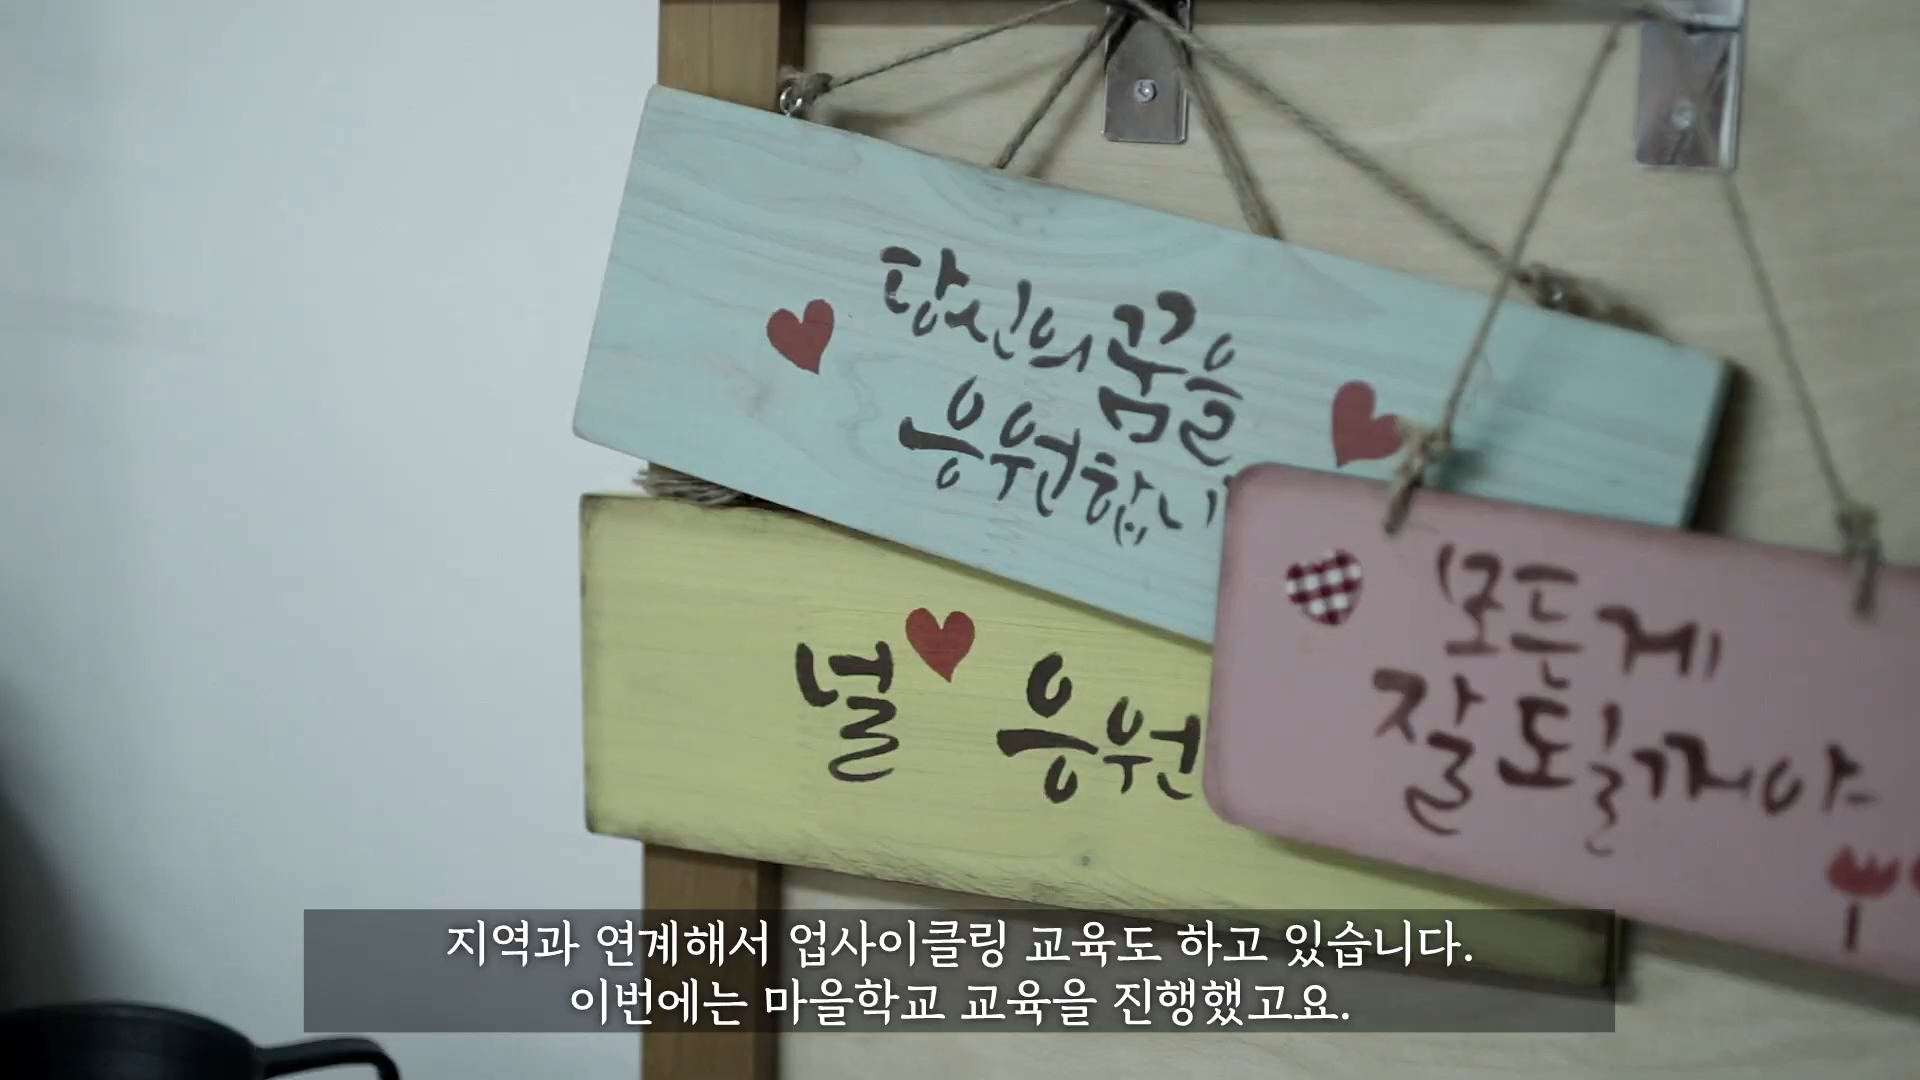 당신의 꿈을
응원합니
널 응원
모든게
잘 될꺼야
지역과 연계해서 업사이클링 교육도 하고 있습니다.
이번에는 마을학교 교육을 진행했고요.